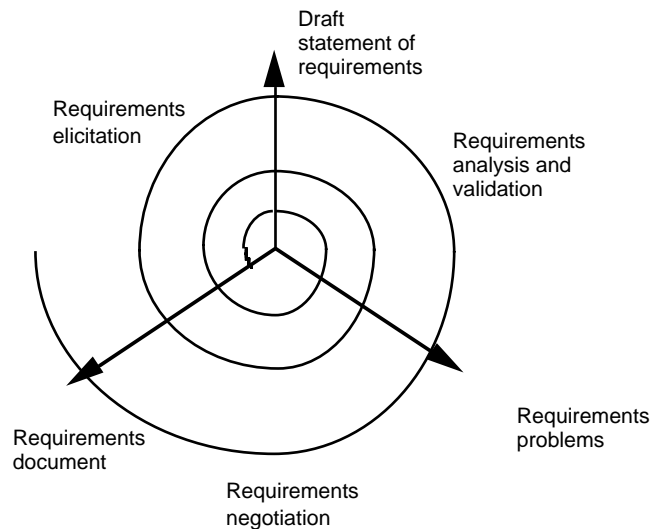 Draft
statement of
requirements
Requirements
elicitation
Requirements
analysis and
validation
Requirements
problems
Requirements
document
Requirements
negotiation